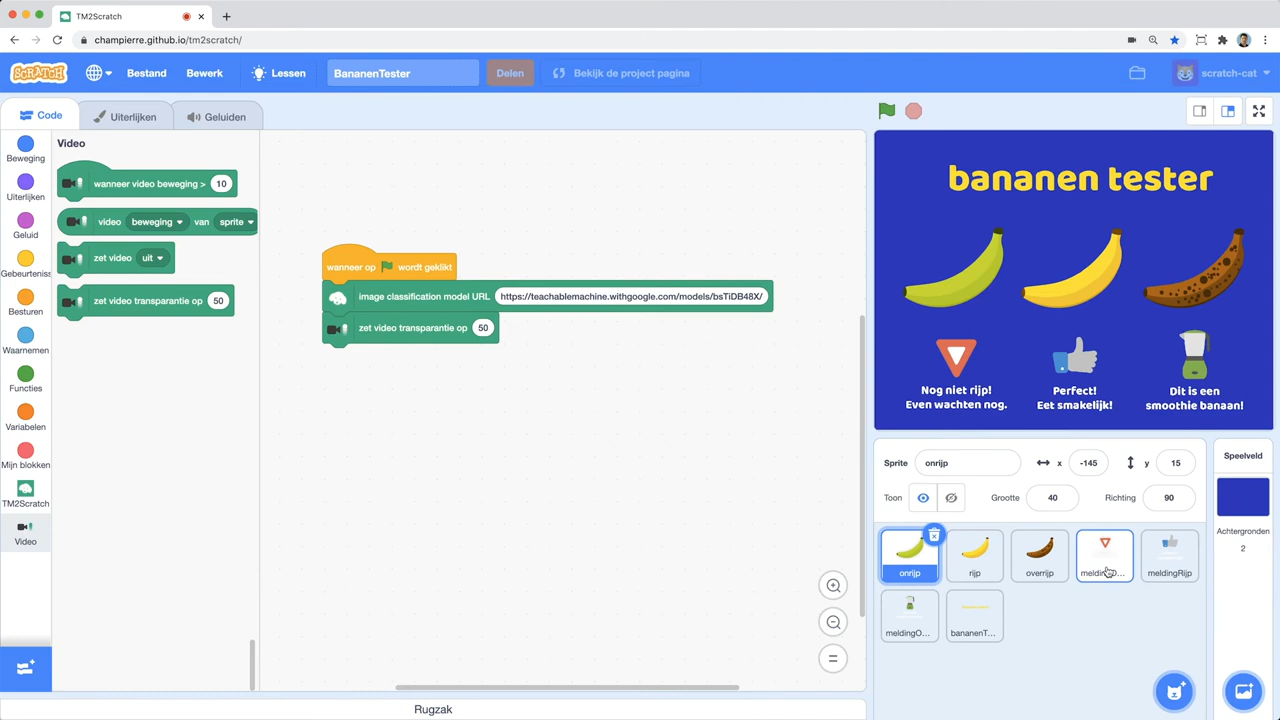 TM2Scratch
champierre.github.io/tm2scratch/
SCRATCH
Bestand
Bewerk
Lessen
BananenTester
Delen
Bekijk de project pagina
scratch-cat
Code
Uiterlijken
Geluiden
Beweging
Uiterlijken
Geluid
Gebeurteniss
Besturen
Waarnemen
Functies
Variabelen
Mijn blokken
TM2Scratch
Video
Video
wanneer video beweging > 10
video beweging van sprite
zet video uit
zet video transparantie op 50
wanneer op wordt geklikt
image classification model URL https://teachablemachine.withgoogle.com/models/bsTiDB48X/
zet video transparantie op 50
bananen tester
Nog niet rijp!
Even wachten nog.
Perfect!
Eet smakelijk!
Dit is een
smoothie banaan!
Sprite onrijp x -145 y 15
Toon Grootte 40 Richting 90
onrijp
rijp
overrijp
meldingO...
meldingRijp
meldingO...
bananenT...
Speelveld
Achtergronden
2
Rugzak